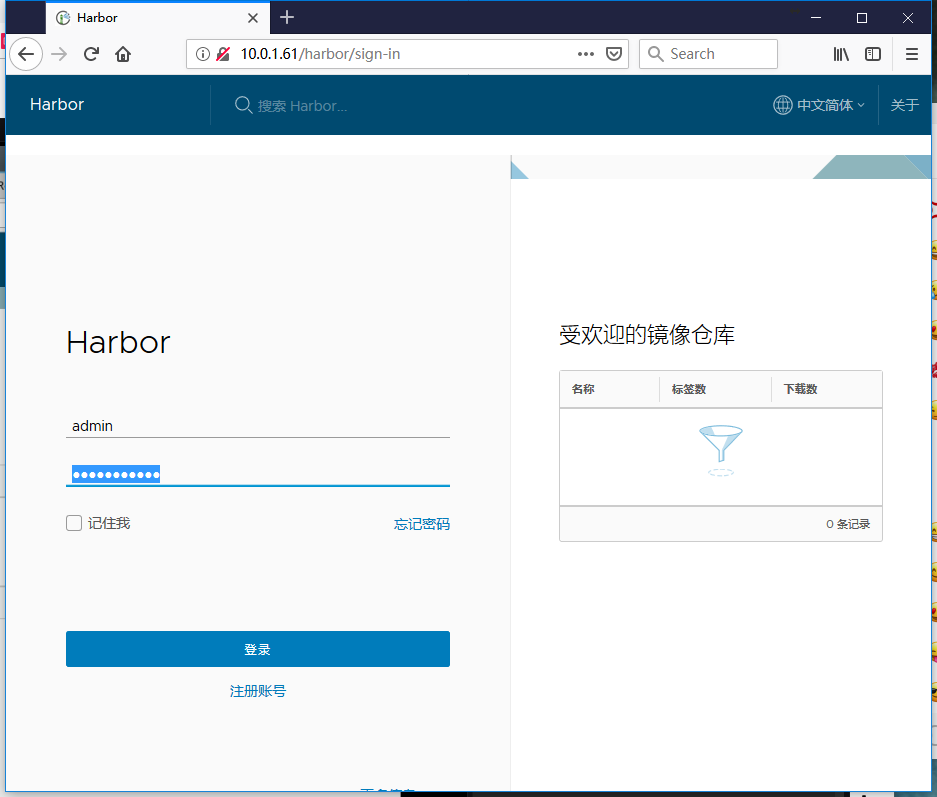 Harbor
10.0.1.61/harbor/sign-in
Search
Harbor
搜索 Harbor...
中文简体
关于
Harbor
admin
记住我
忘记密码
登录
注册账号
受欢迎的镜像仓库
名称 标签数 下载数
0 条记录